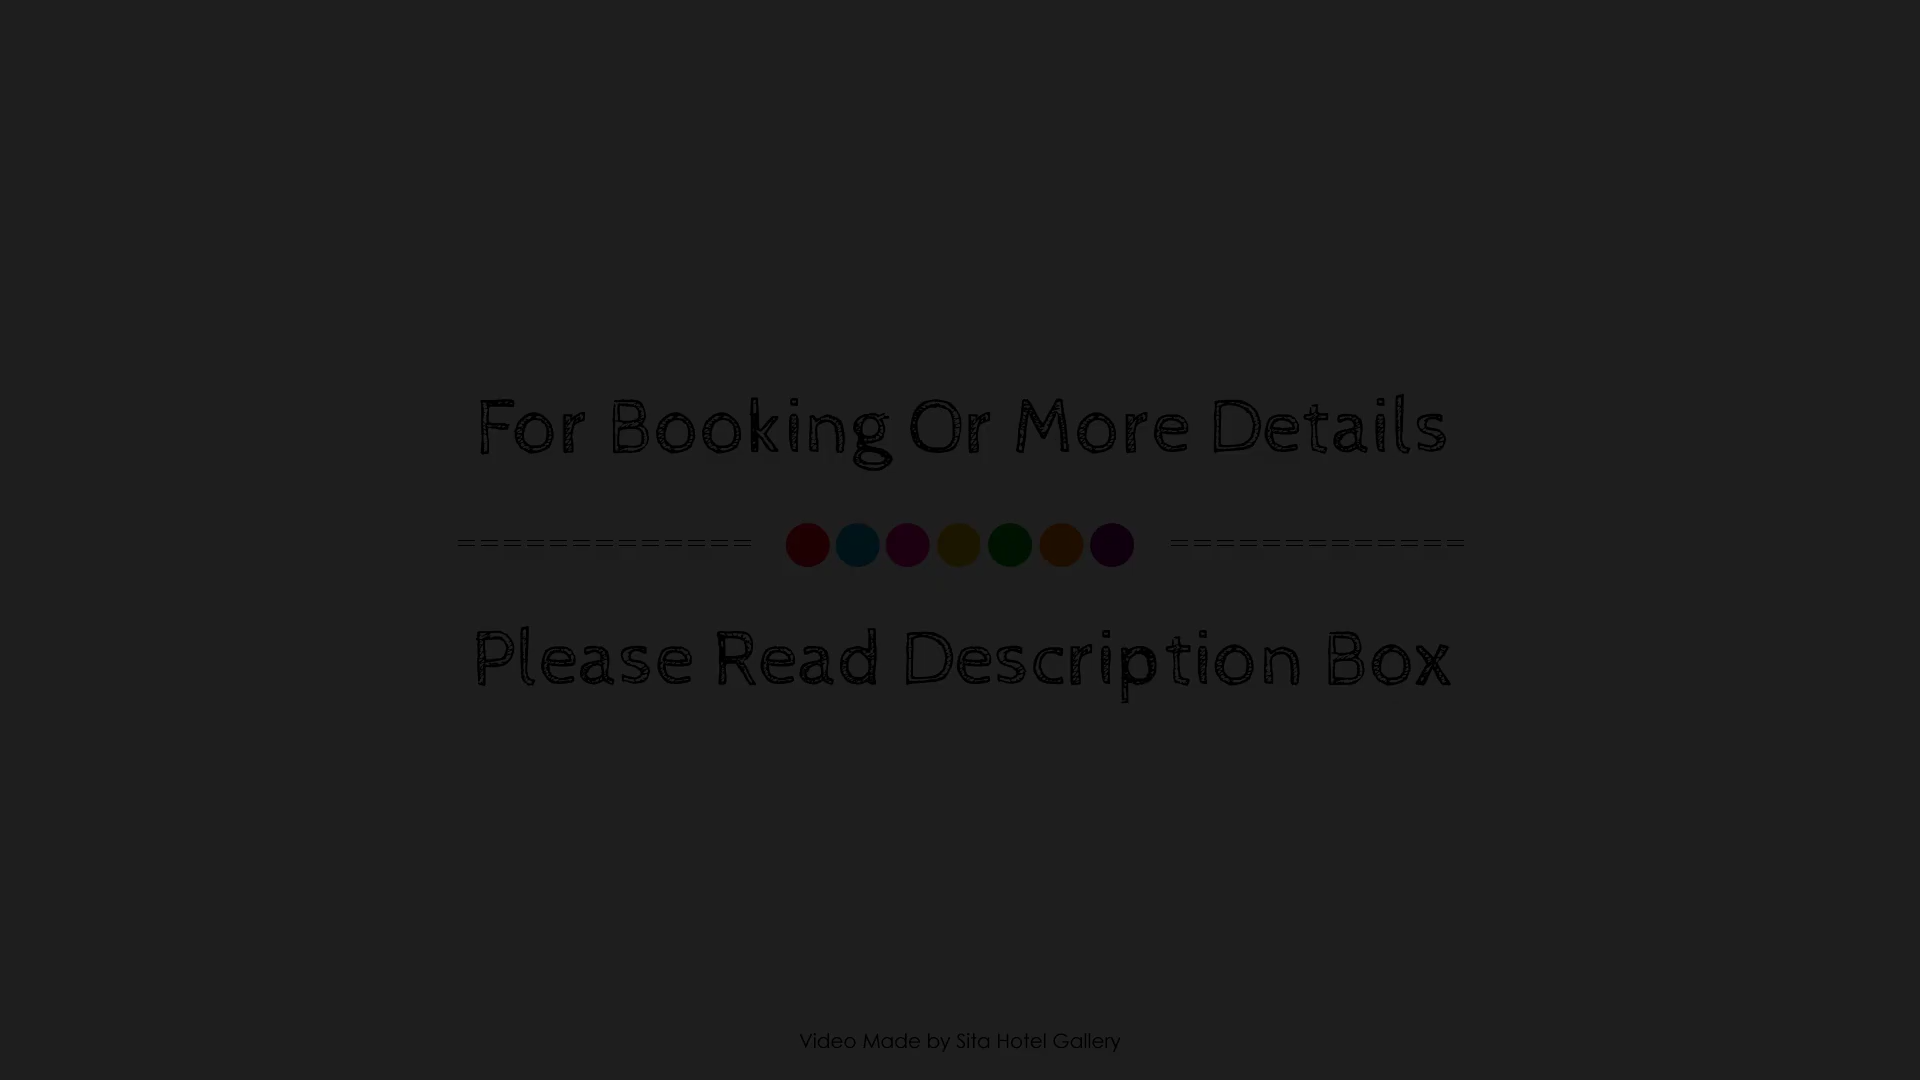 For Booking Or More Details
============= =============
Please Read Description Box
Video Made by Sita Hotel Gallery